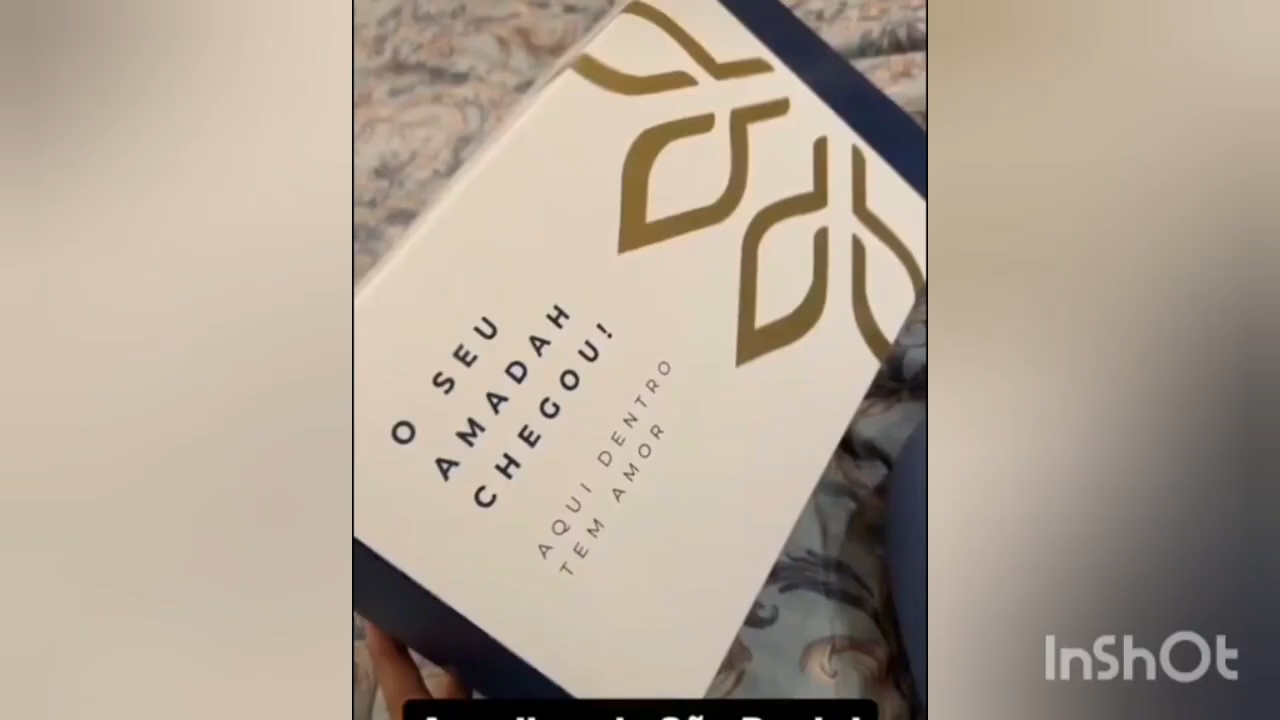 O SEU
AMADAH
CHEGOU!
AQUI DENTRO
TEM AMOR
InShOt